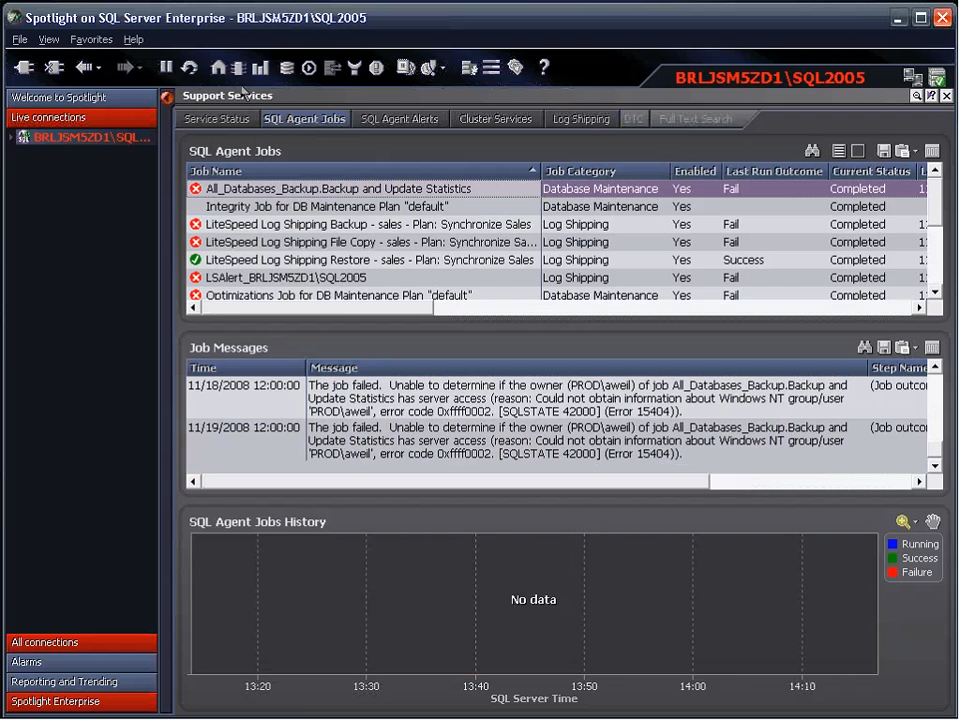 Spotlight on SQL Server Enterprise - BRLJSM5ZD1\SQL2005
File View Favorites Help
BRLJSM5ZD1\SQL2005
Welcome to Spotlight
Support Services
Live connections
Service Status SQL Agent Jobs SQL Agent Alerts Cluster Services Log Shipping DTC Full Text Search
BRLJSM5ZD1\SQL...
SQL Agent Jobs
Job Name Job Category Enabled Last Run Outcome Current Status L
All_Databases_Backup.Backup and Update Statistics Database Maintenance Yes Fail Completed 11
Integrity Job for DB Maintenance Plan "default" Database Maintenance Yes Completed
LiteSpeed Log Shipping Backup - sales - Plan: Synchronize Sales Log Shipping Yes Fail Completed 11
LiteSpeed Log Shipping File Copy - sales - Plan: Synchronize Sa... Log Shipping Yes Fail Completed 11
LiteSpeed Log Shipping Restore - sales - Plan: Synchronize Sales Log Shipping Yes Success Completed 11
LSAlert_BRLJSM5ZD1\SQL2005 Log Shipping Yes Fail Completed 11
Optimizations Job for DB Maintenance Plan "default" Database Maintenance Yes Fail Completed 11
Job Messages
Time Message Step Name
11/18/2008 12:00:00 The job failed. Unable to determine if the owner (PROD\aweil) of job All_Databases_Backup.Backup and (Job outco
Update Statistics has server access (reason: Could not obtain information about Windows NT group/user
'PROD\aweil', error code 0xffff0002. [SQLSTATE 42000] (Error 15404)).
11/19/2008 12:00:00 The job failed. Unable to determine if the owner (PROD\aweil) of job All_Databases_Backup.Backup and (Job outco
Update Statistics has server access (reason: Could not obtain information about Windows NT group/user
'PROD\aweil', error code 0xffff0002. [SQLSTATE 42000] (Error 15404)).
SQL Agent Jobs History
Running
Success
Failure
No data
13:20 13:30 13:40 13:50 14:00 14:10
SQL Server Time
All connections
Alarms
Reporting and Trending
Spotlight Enterprise